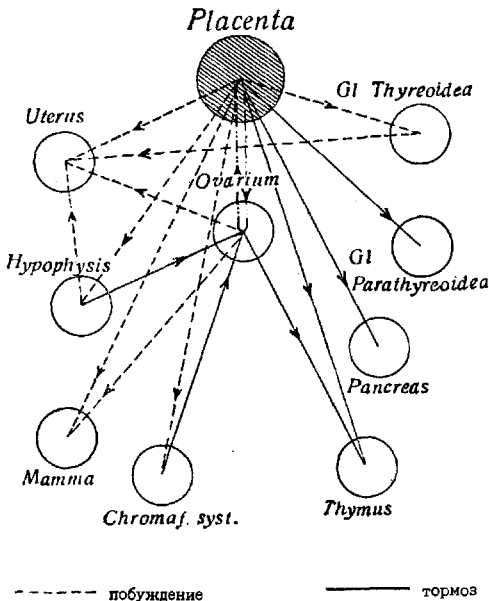 Placenta
Gl Thyreoidea
Uterus
Ovarium
Hypophysis
Gl
Parathyreoidea
Pancreas
Mamma
Chromaf. syst.
Thymus
побуждение
тормоз